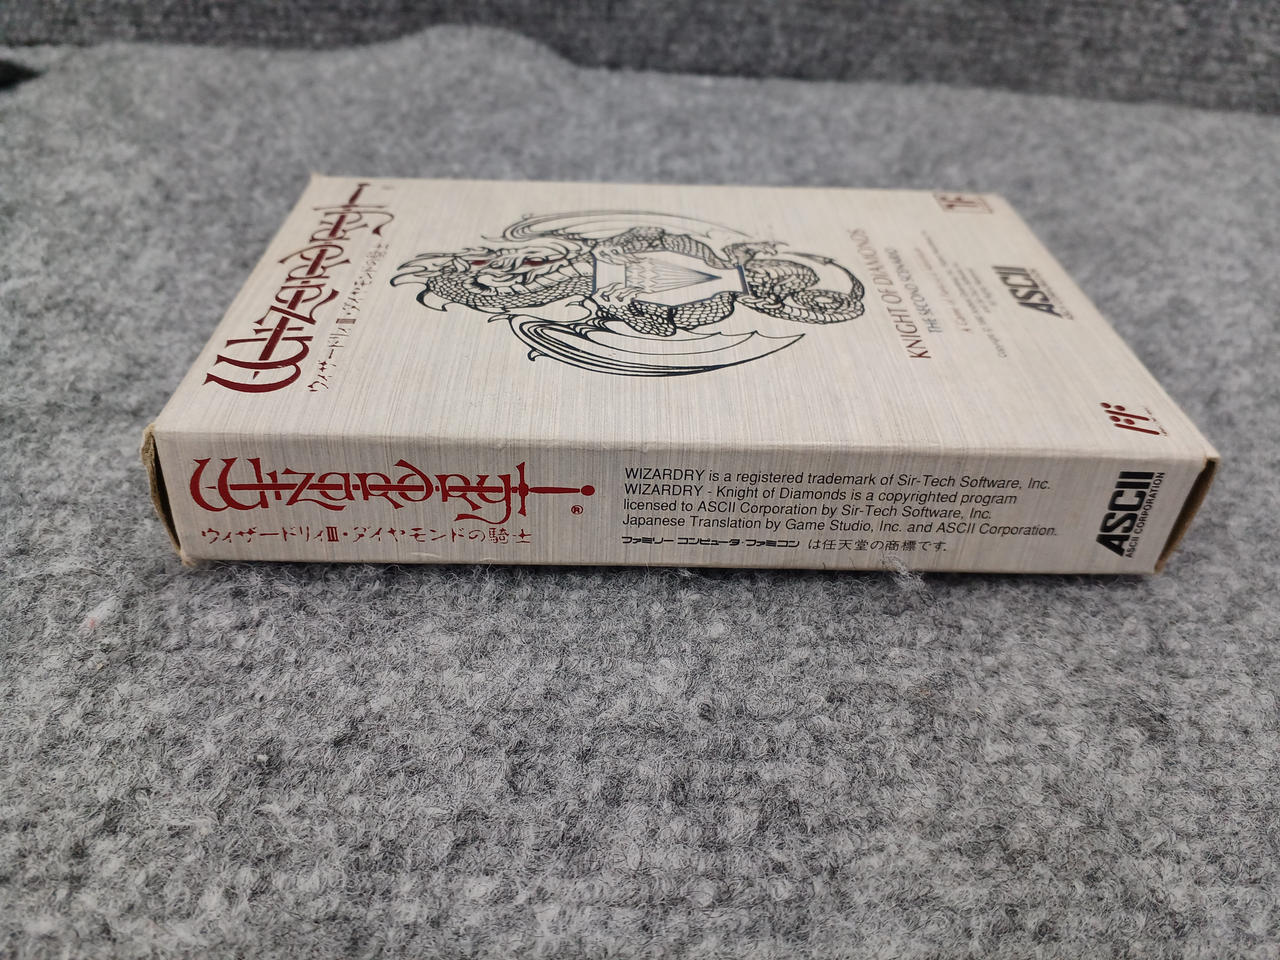 Wizardry
ウィザードリィⅢ・ダイヤモンドの騎士
KNIGHT OF DIAMONDS
THE SECOND SCENARIO
ASCII
Wizardry
®
ウィザードリィⅢ・ダイヤモンドの騎士
WIZARDRY is a registered trademark of Sir-Tech Software, Inc.
WIZARDRY - Knight of Diamonds is a copyrighted program
licensed to ASCII Corporation by Sir-Tech Software, Inc.
Japanese Translation by Game Studio, Inc. and ASCII Corporation.
ファミリーコンピュータ・ファミコン は任天堂の商標です.
ASCII
ASCII CORPORATION